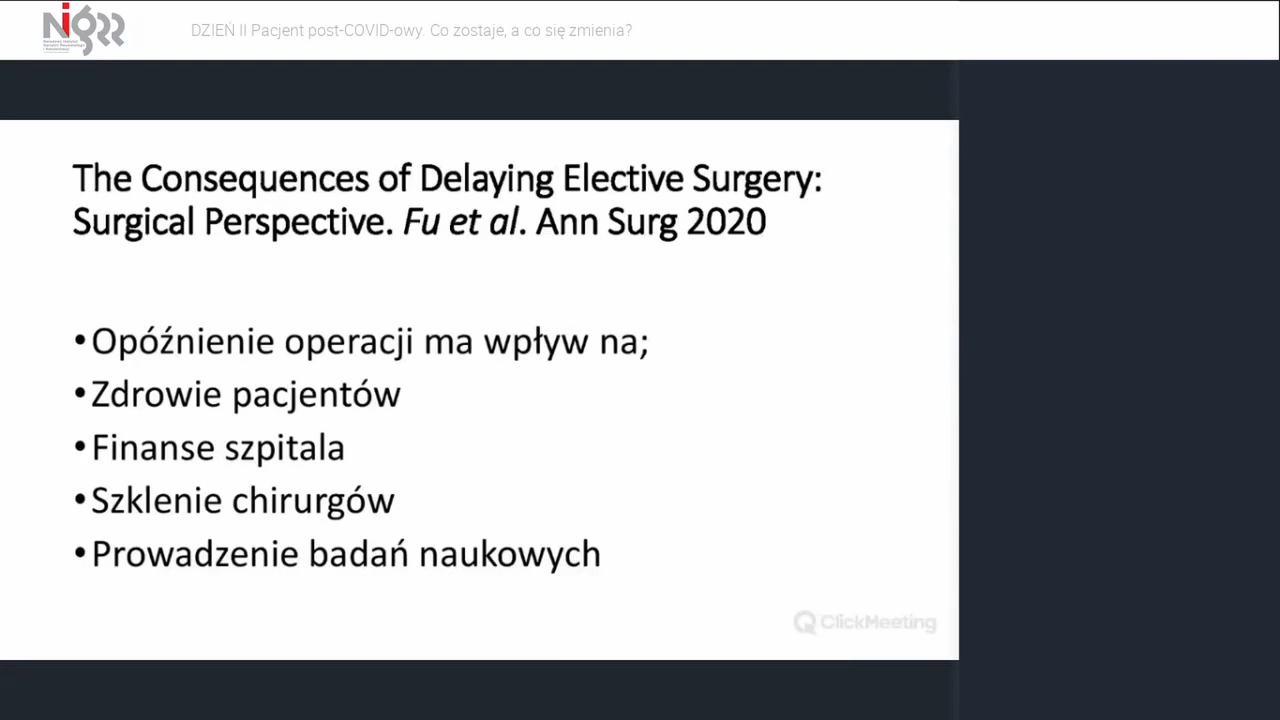 NiGRR
DZIEŃ II Pacjent post-COVID-owy. Co zostaje, a co się zmienia?
The Consequences of Delaying Elective Surgery:
Surgical Perspective. Fu et al. Ann Surg 2020
•Opóźnienie operacji ma wpływ na;
•Zdrowie pacjentów
•Finanse szpitala
•Szklenie chirurgów
•Prowadzenie badań naukowych
ClickMeeting